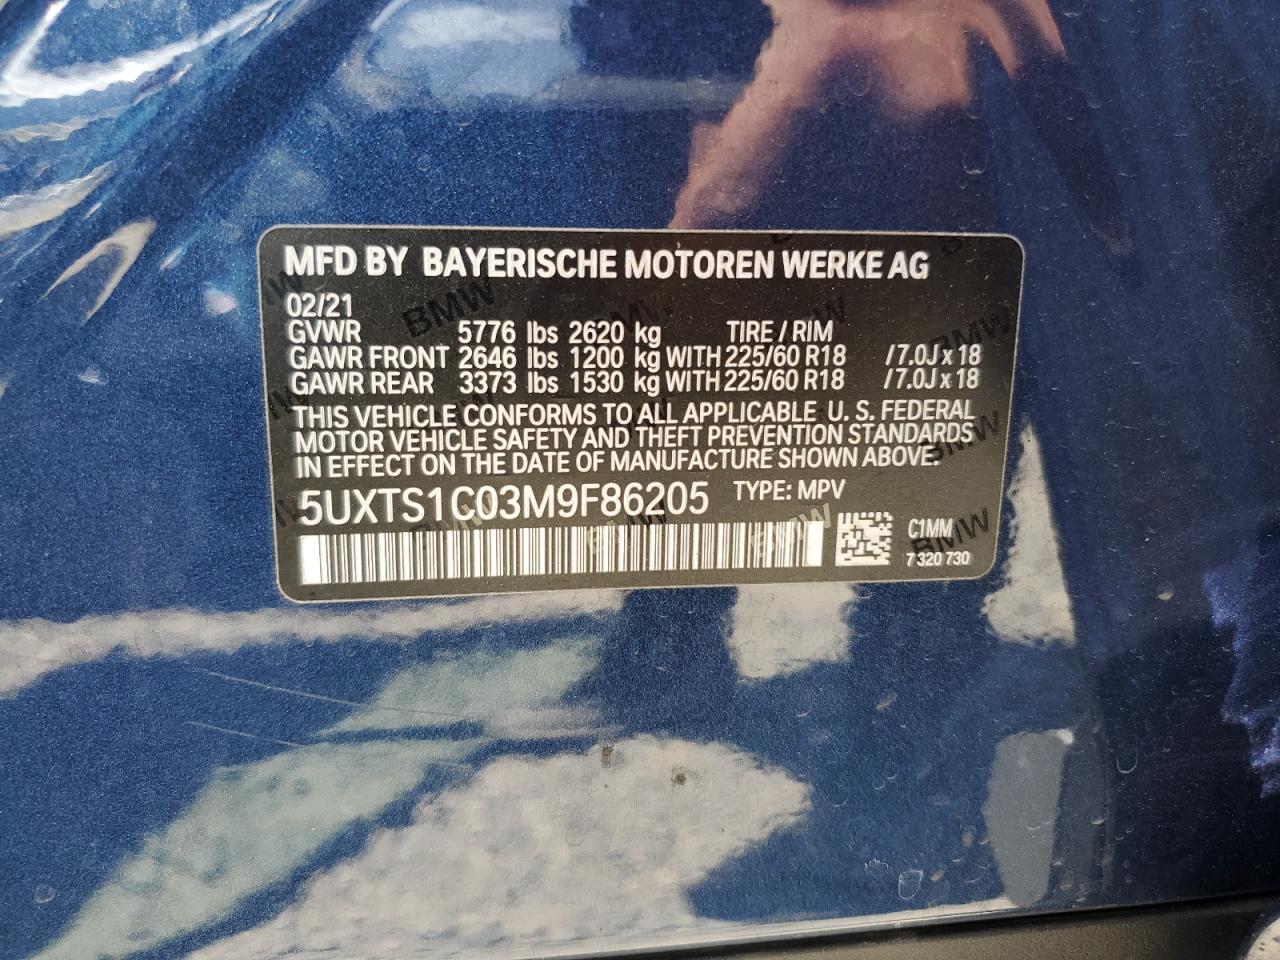 MFD BY BAYERISCHE MOTOREN WERKE AG
02/21
GVWR 5776 lbs 2620 kg TIRE / RIM
GAWR FRONT 2646 lbs 1200 kg WITH 225/60 R18 /7.0J x 18
GAWR REAR 3373 lbs 1530 kg WITH 225/60 R18 /7.0J x 18
THIS VEHICLE CONFORMS TO ALL APPLICABLE U. S. FEDERAL
MOTOR VEHICLE SAFETY AND THEFT PREVENTION STANDARDS
IN EFFECT ON THE DATE OF MANUFACTURE SHOWN ABOVE.
5UXTS1C03M9F86205 TYPE: MPV
C1MM
7 320 730